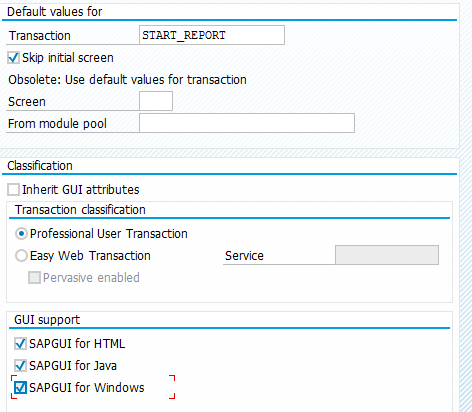 Default values for
Transaction START_REPORT
Skip initial screen
Obsolete: Use default values for transaction
Screen
From module pool
Classification
Inherit GUI attributes
Transaction classification
Professional User Transaction
Easy Web Transaction Service
Pervasive enabled
GUI support
SAPGUI for HTML
SAPGUI for Java
SAPGUI for Windows